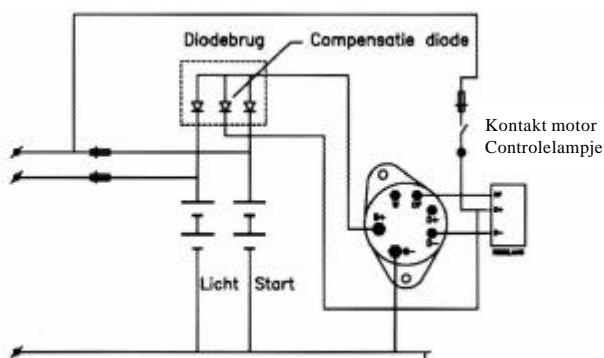 Diodebrug
Compensatie diode
Kontakt motor
Controlelampje
B+
D+
Licht
Start